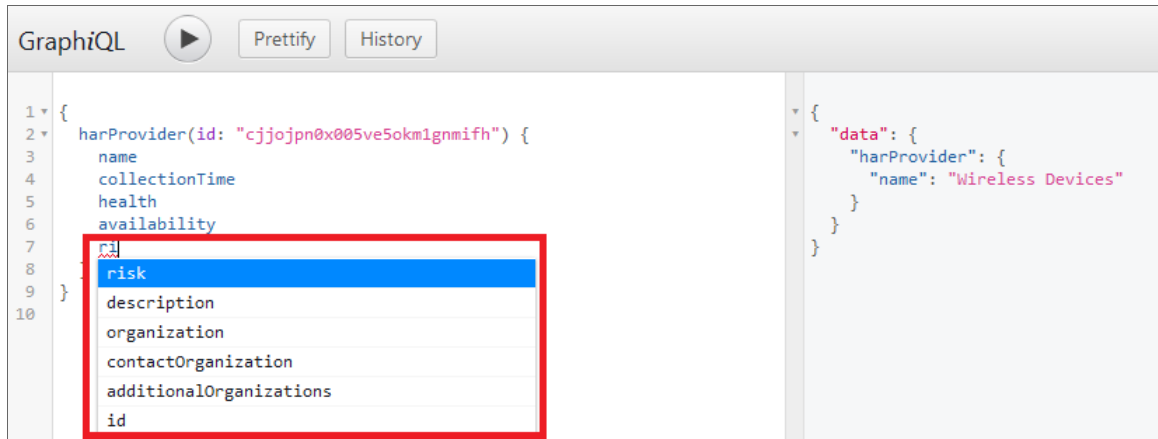 GraphiQL Prettify History
1 {
2 harProvider(id: "cjjojpn0x005ve5okm1gnmifh") {
3 name
4 collectionTime
5 health
6 availability
7 ri
8 }
9 }
10
risk
description
organization
contactOrganization
additionalOrganizations
id
{
"data": {
"harProvider": {
"name": "Wireless Devices"
}
}
}